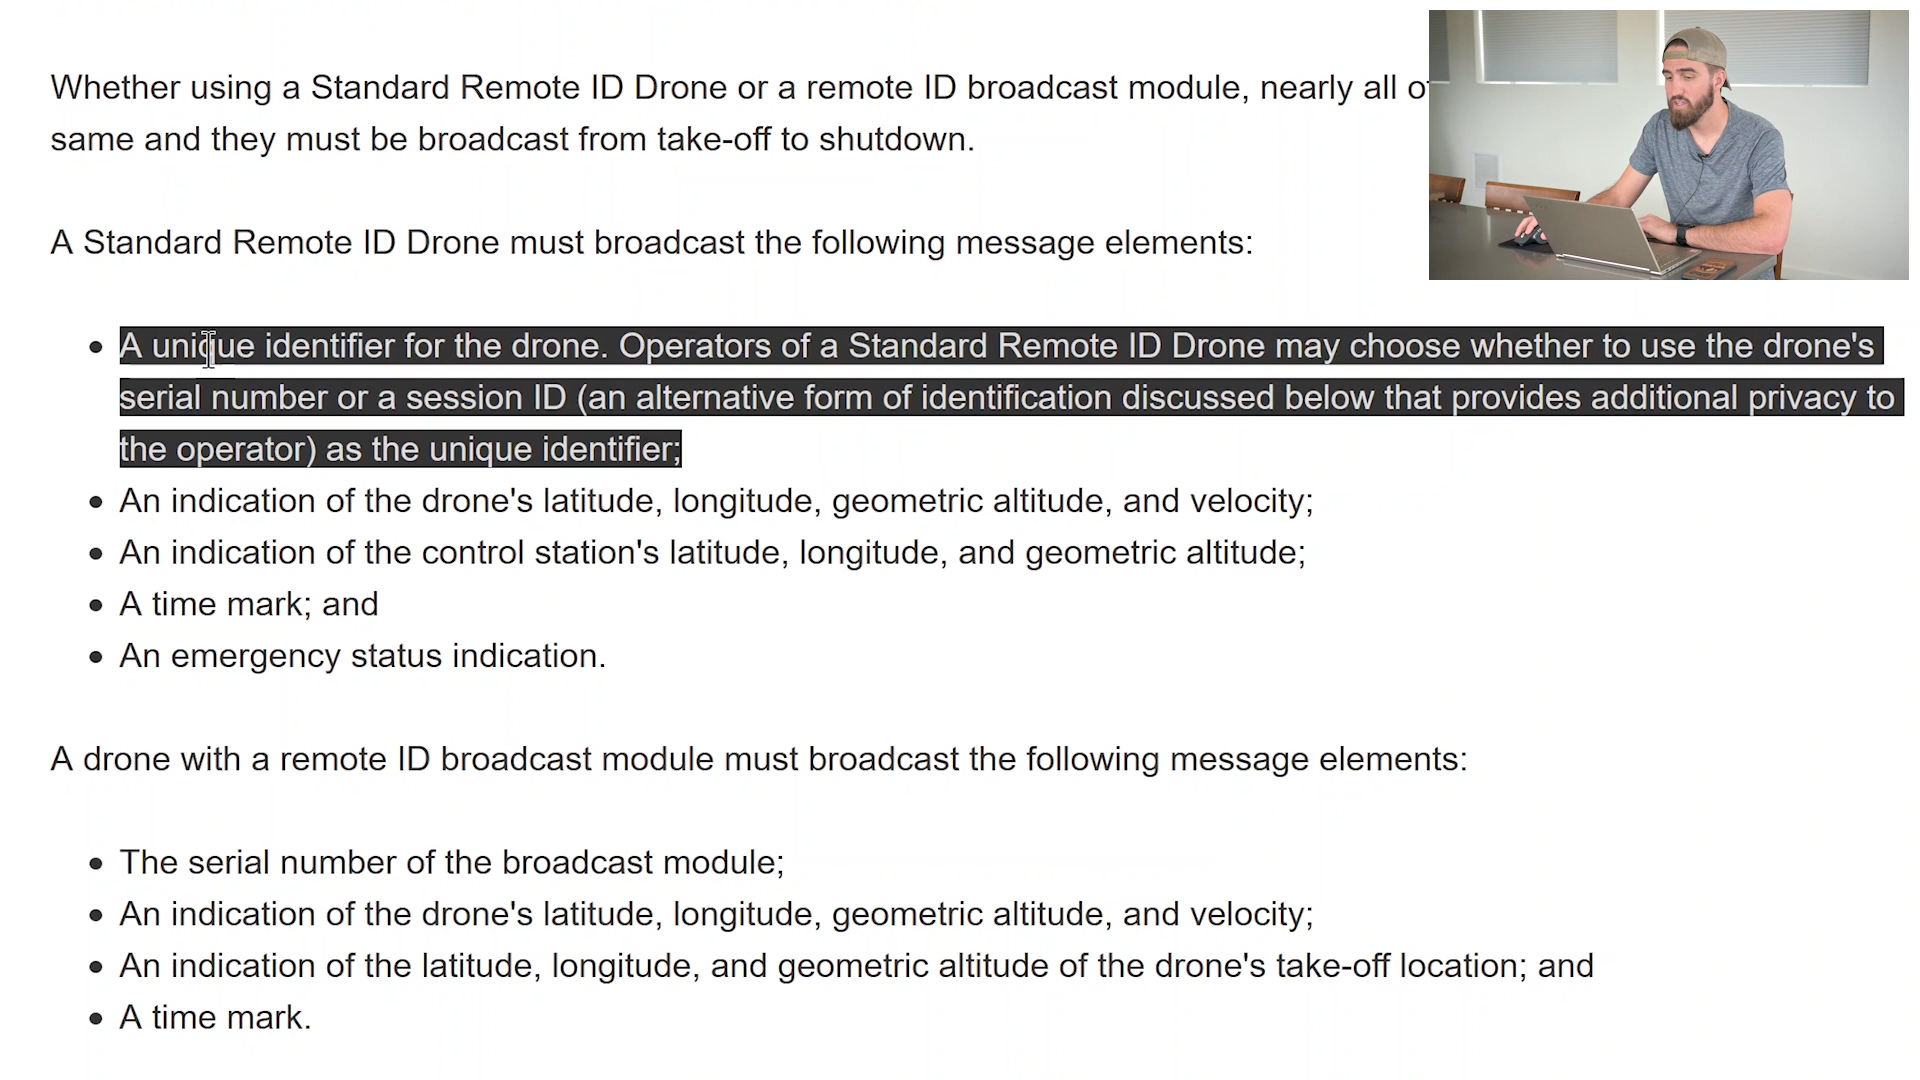 Whether using a Standard Remote ID Drone or a remote ID broadcast module, nearly all
same and they must be broadcast from take-off to shutdown.
A Standard Remote ID Drone must broadcast the following message elements:
• A unique identifier for the drone. Operators of a Standard Remote ID Drone may choose whether to use the drone's
serial number or a session ID (an alternative form of identification discussed below that provides additional privacy to
the operator) as the unique identifier;
• An indication of the drone's latitude, longitude, geometric altitude, and velocity;
• An indication of the control station's latitude, longitude, and geometric altitude;
• A time mark; and
• An emergency status indication.
A drone with a remote ID broadcast module must broadcast the following message elements:
• The serial number of the broadcast module;
• An indication of the drone's latitude, longitude, geometric altitude, and velocity;
• An indication of the latitude, longitude, and geometric altitude of the drone's take-off location; and
• A time mark.